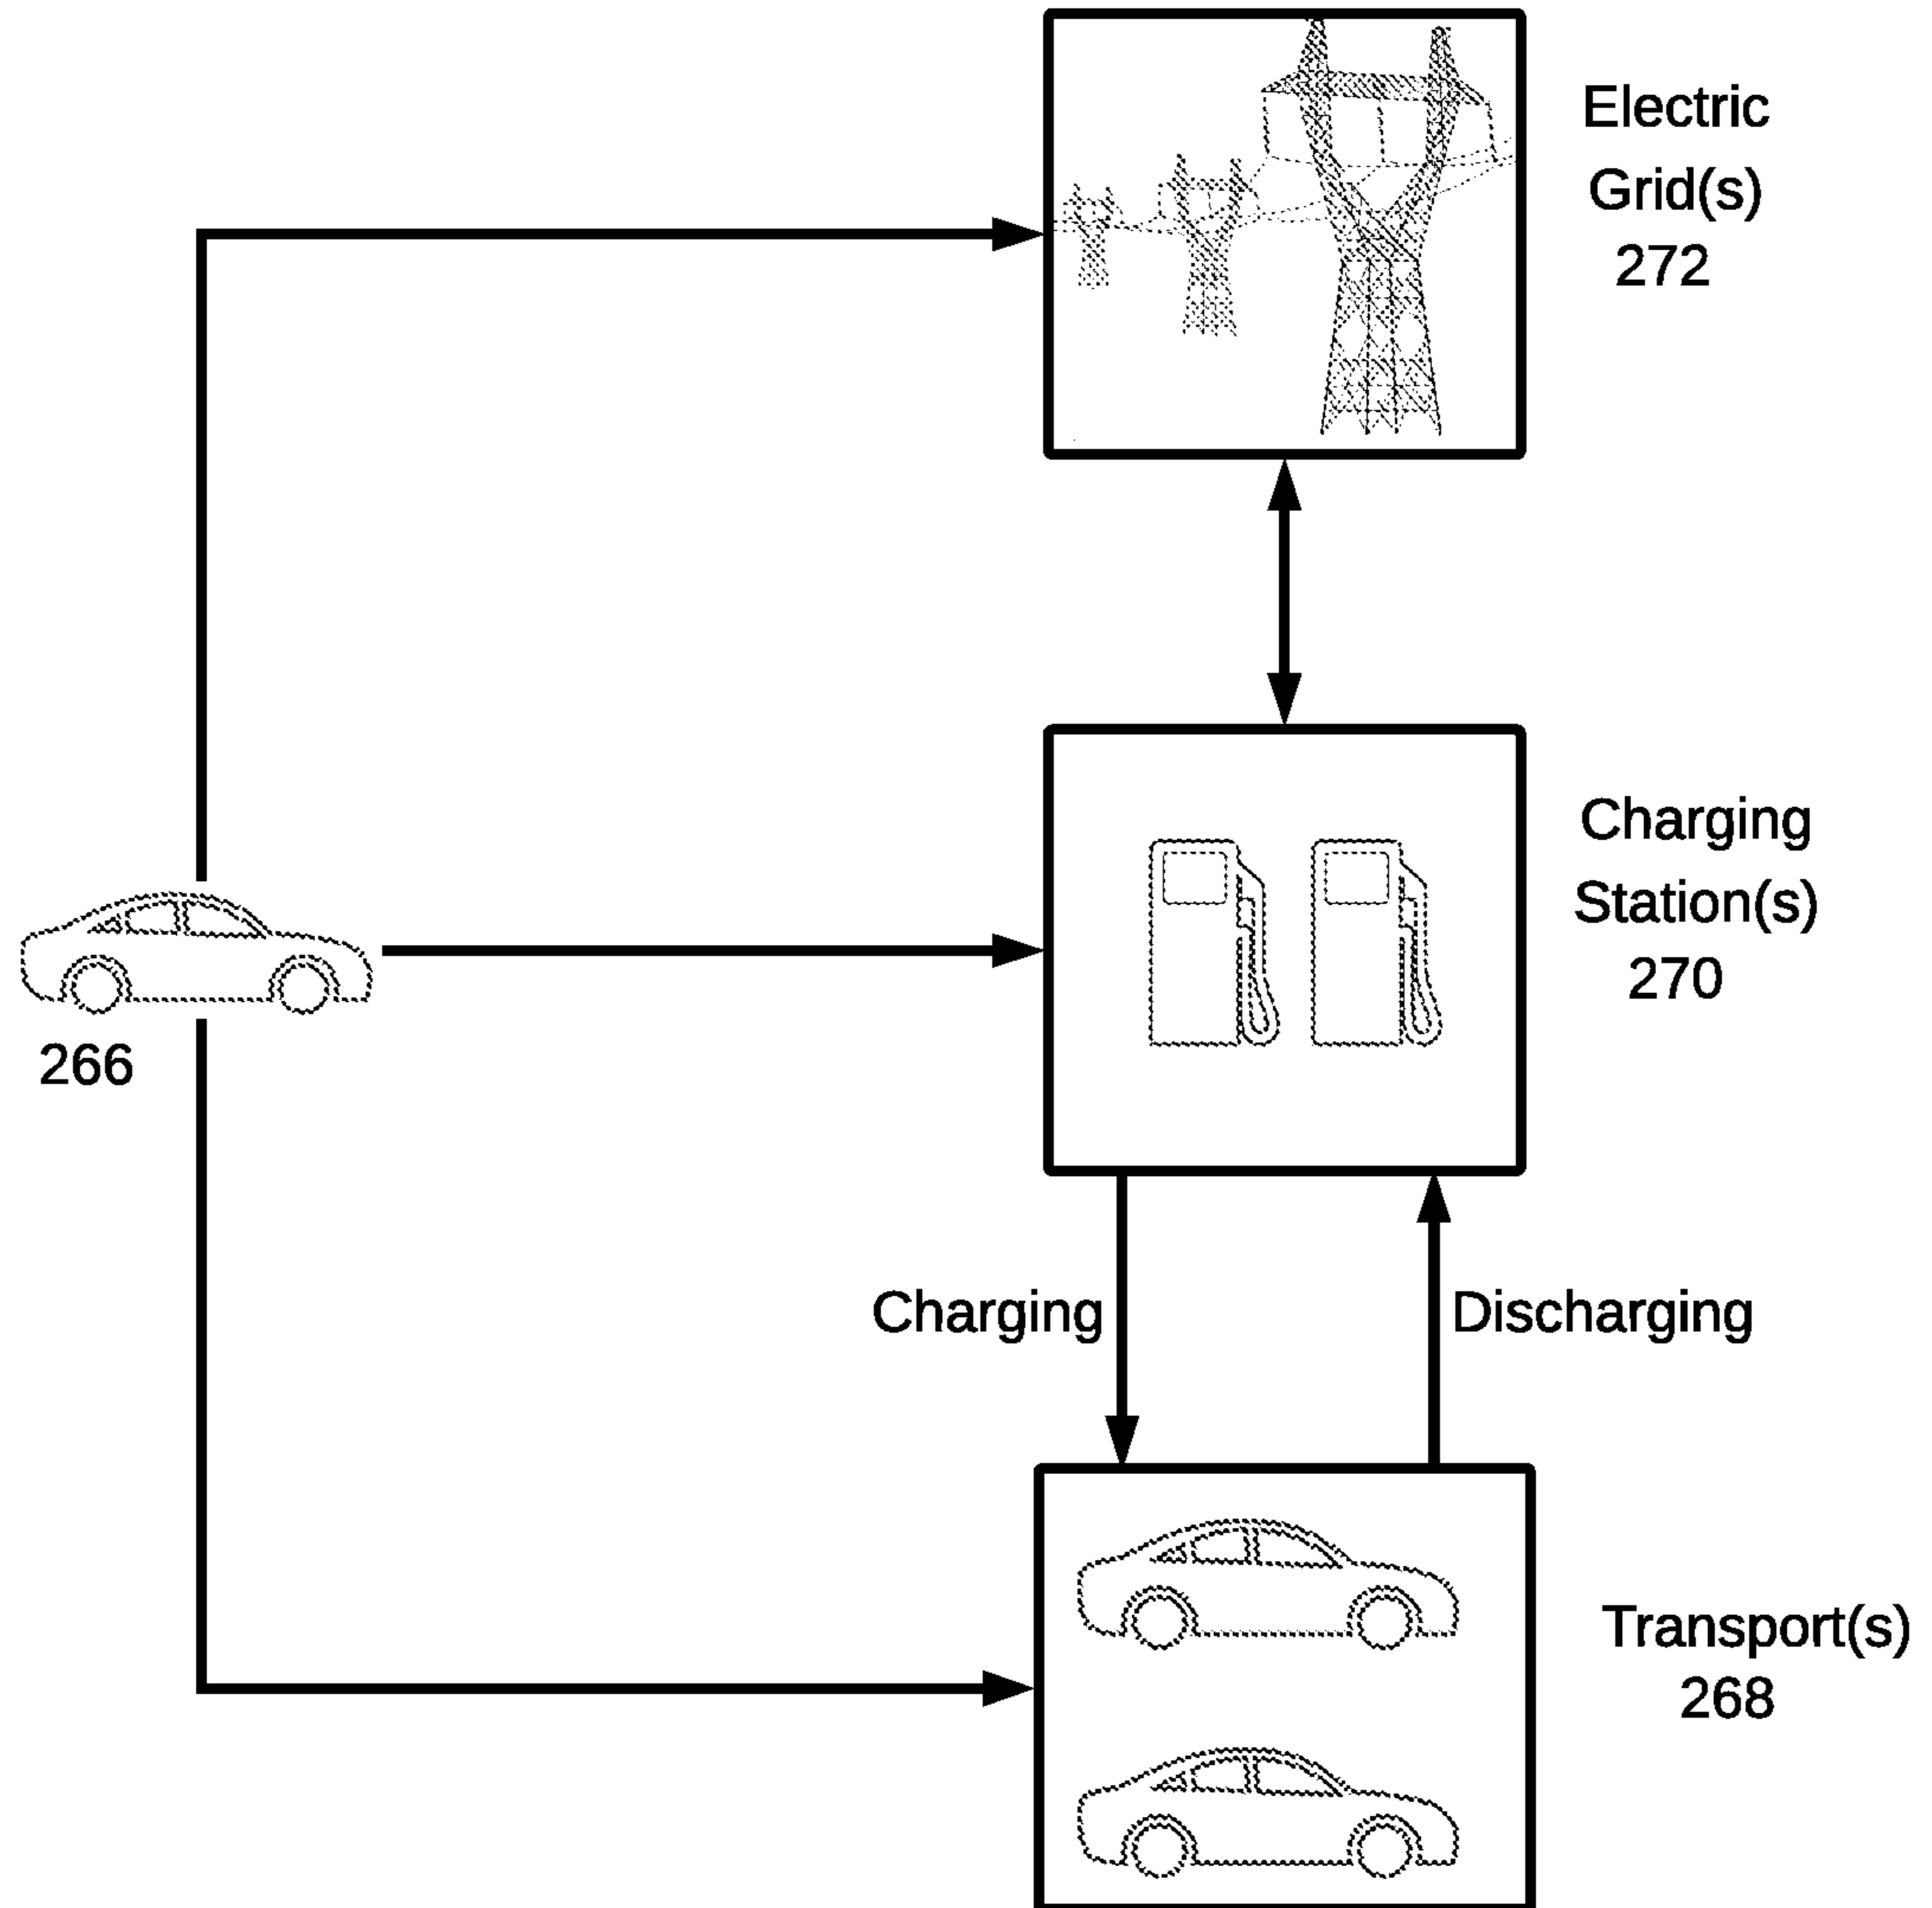 Electric
Grid(s)
272
Charging
Station(s)
270
266
Charging
Discharging
Transport(s)
268